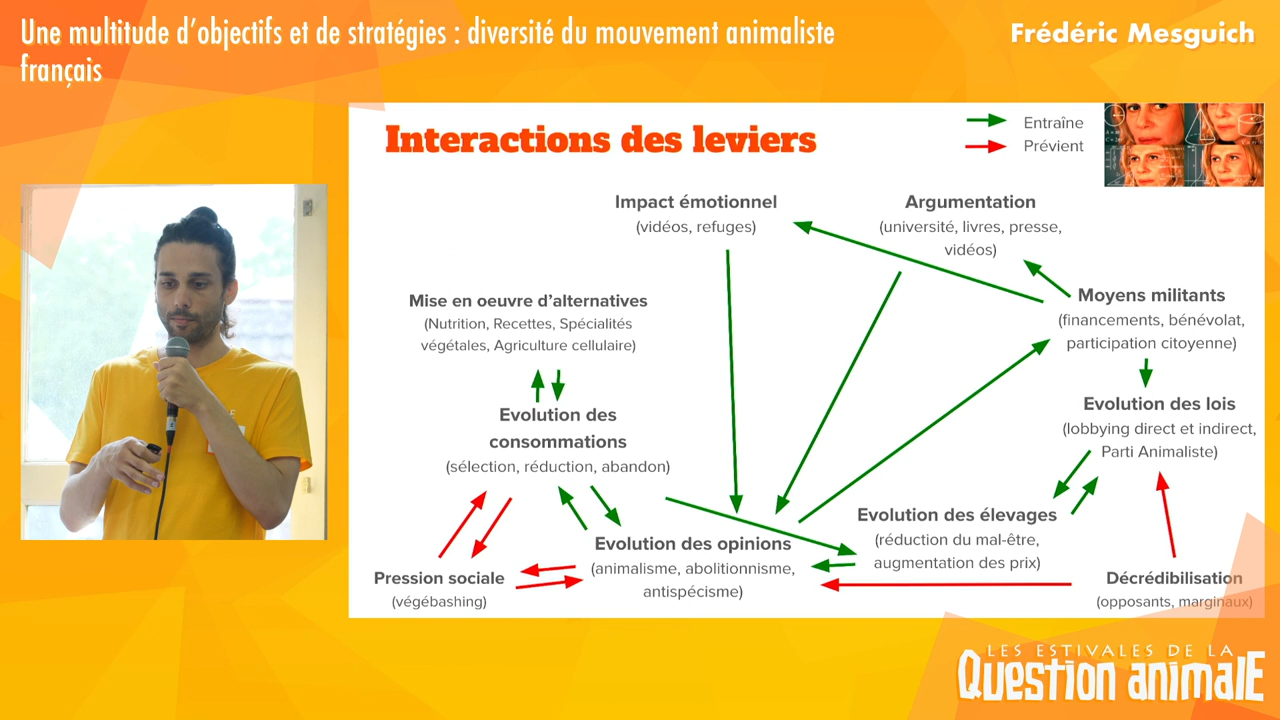 Une multitude d'objectifs et de stratégies : diversité du mouvement animaliste
français
Frédéric Mesguich
Interactions des leviers
Entraîne
Prévient
Impact émotionnel
(vidéos, refuges)
Argumentation
(université, livres, presse,
vidéos)
Mise en oeuvre d'alternatives
(Nutrition, Recettes, Spécialités
végétales, Agriculture cellulaire)
Moyens militants
(financements, bénévolat,
participation citoyenne)
Evolution des
consommations
(sélection, réduction, abandon)
Evolution des lois
(lobbying direct et indirect,
Parti Animaliste)
Evolution des élevages
(réduction du mal-être,
augmentation des prix)
Evolution des opinions
(animalisme, abolitionnisme,
antispécisme)
Pression sociale
(végébashing)
Décrédibilisation
(opposants, marginaux)
LES ESTIVALES DE LA
QUESTION ANIMALE